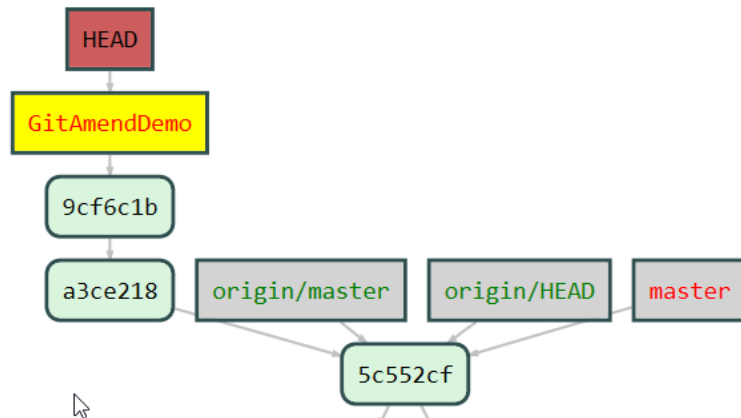 HEAD
GitAmendDemo
9cf6c1b
a3ce218
origin/master
origin/HEAD
master
5c552cf